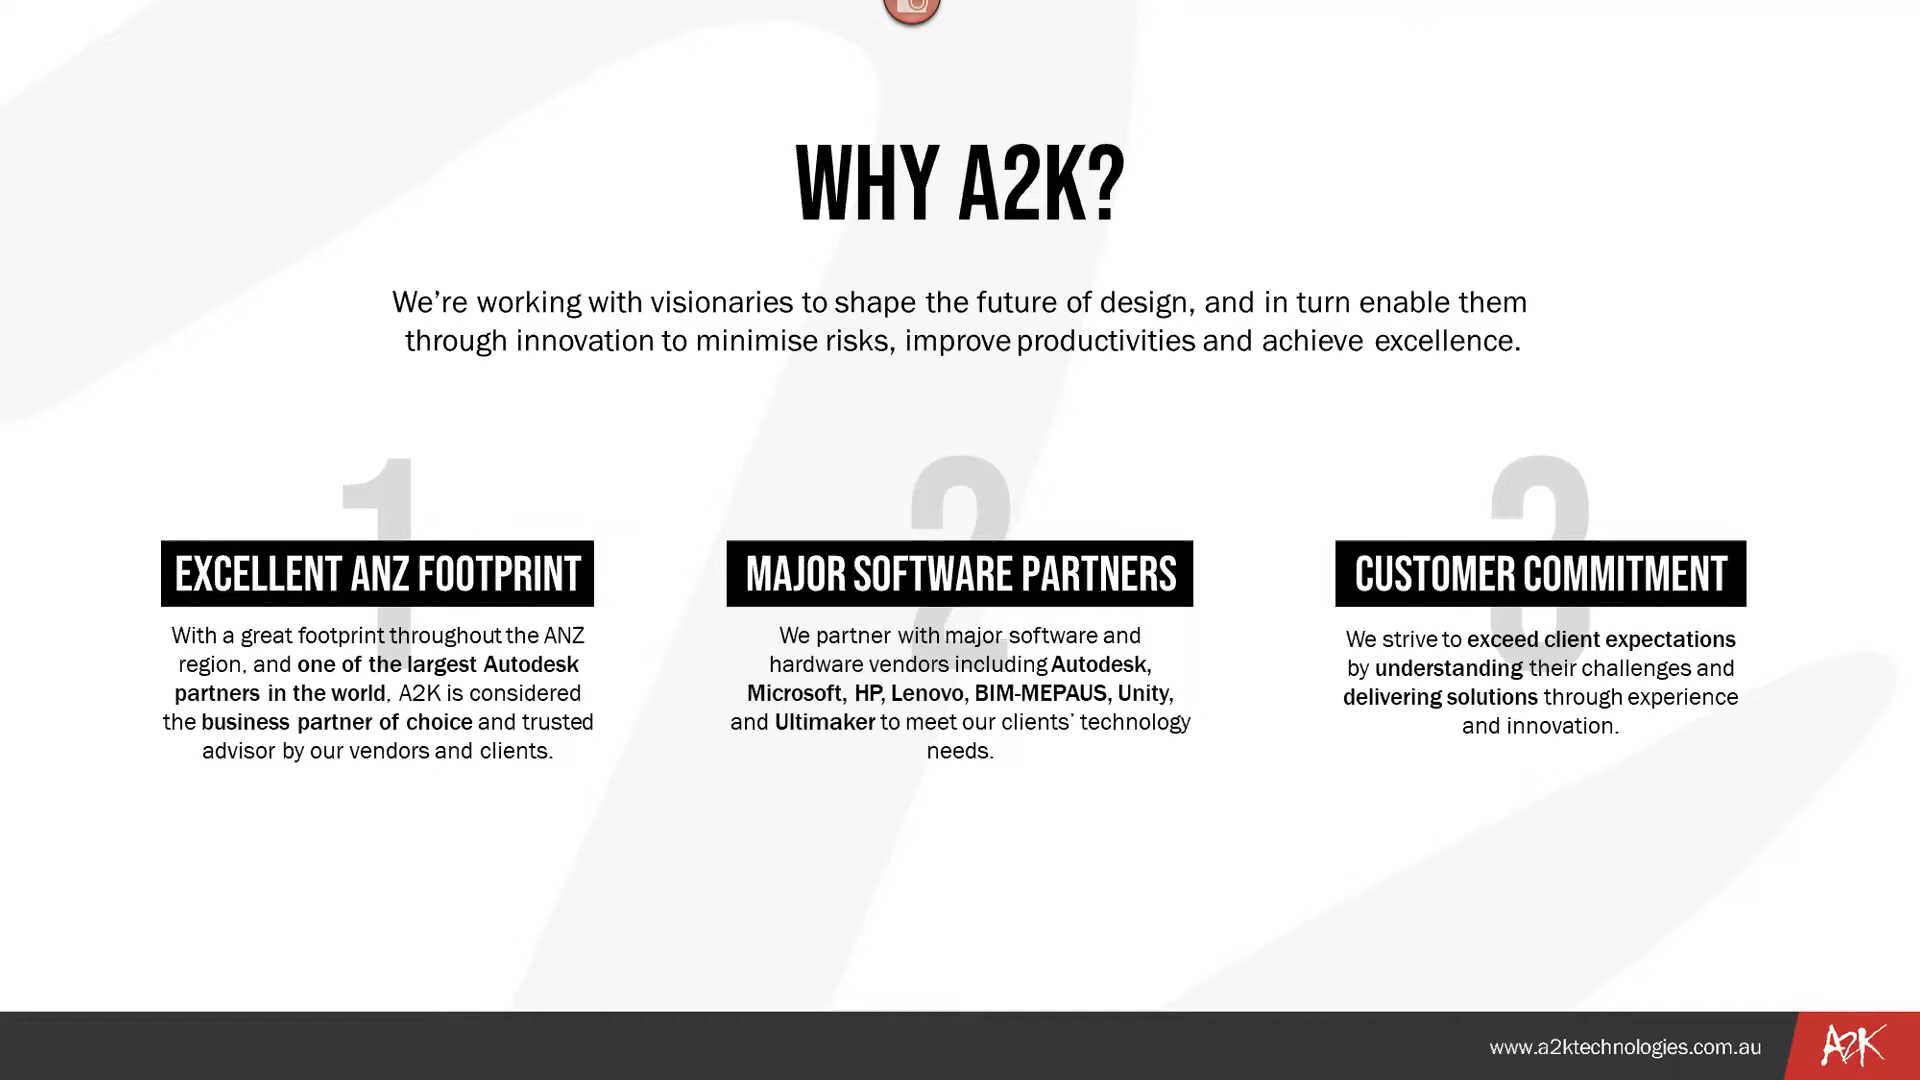 WHY A2K?
We're working with visionaries to shape the future of design, and in turn enable them
through innovation to minimise risks, improve productivities and achieve excellence.
1
EXCELLENT ANZ FOOTPRINT
With a great footprint throughout the ANZ
region, and one of the largest Autodesk
partners in the world, A2K is considered
the business partner of choice and trusted
advisor by our vendors and clients.
2
MAJOR SOFTWARE PARTNERS
We partner with major software and
hardware vendors including Autodesk,
Microsoft, HP, Lenovo, BIM-MEPAUS, Unity,
and Ultimaker to meet our clients' technology
needs.
3
CUSTOMER COMMITMENT
We strive to exceed client expectations
by understanding their challenges and
delivering solutions through experience
and innovation.
www.a2ktechnologies.com.au
A2K